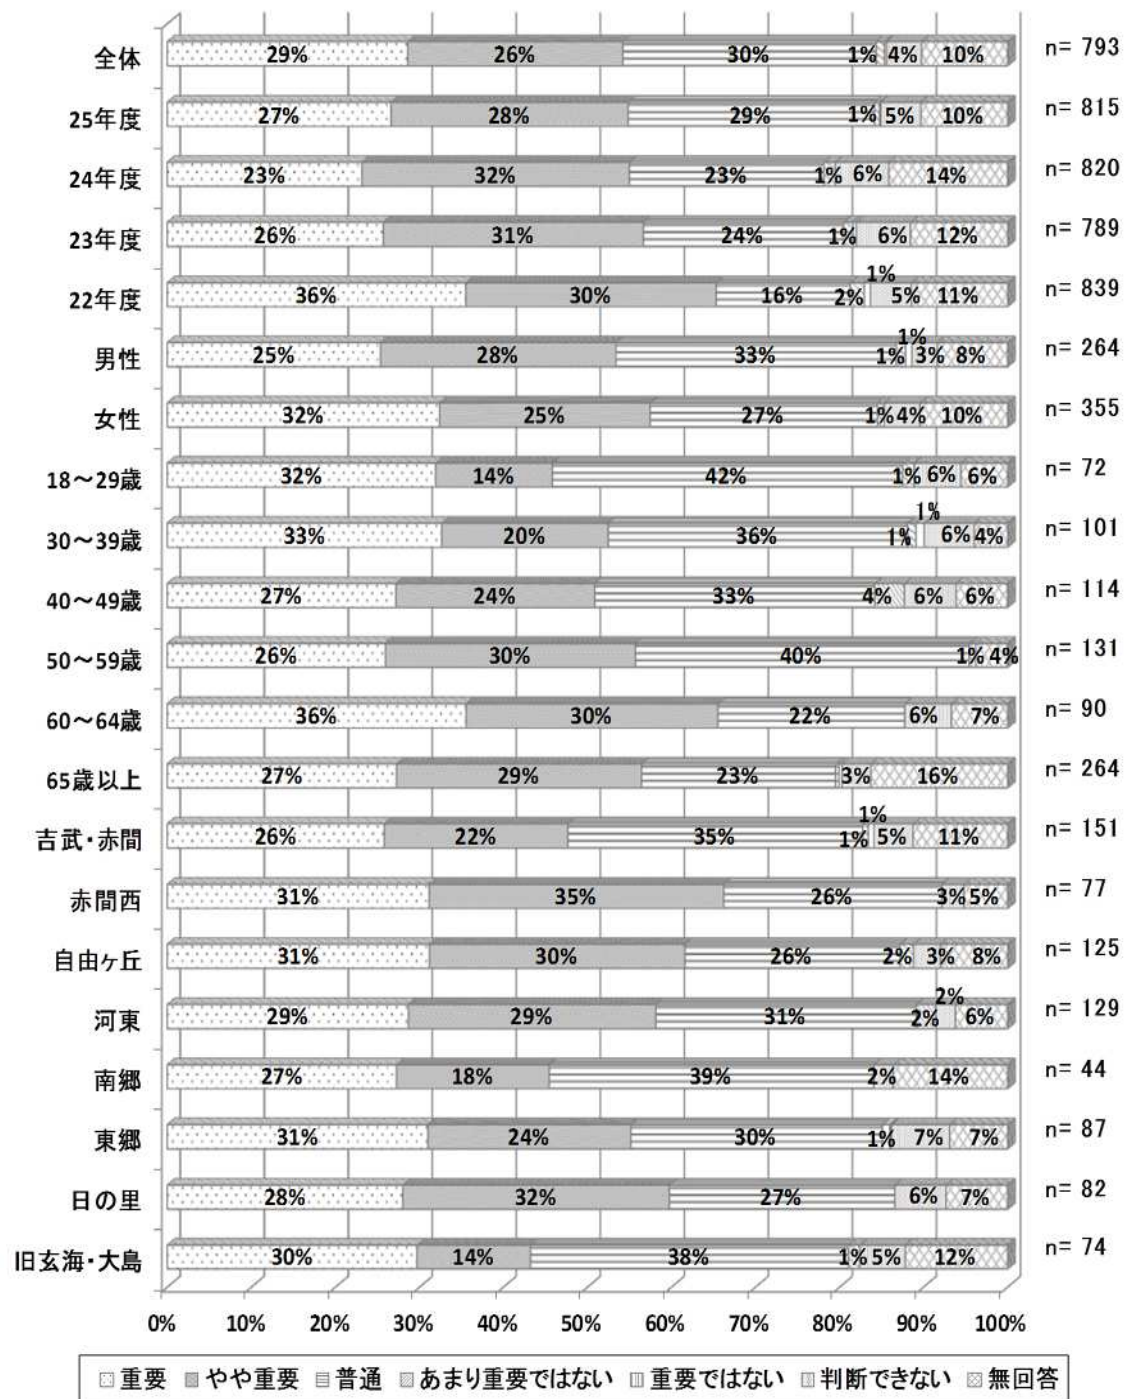 全体 29% 26% 30% 1% 4% 10% n= 793
25年度 27% 28% 29% 1% 5% 10% n= 815
24年度 23% 32% 23% 1% 6% 14% n= 820
23年度 26% 31% 24% 1% 6% 12% n= 789
22年度 36% 30% 16% 2% 1% 5% 11% n= 839
男性 25% 28% 33% 1% 1% 3% 8% n= 264
女性 32% 25% 27% 1% 4% 10% n= 355
18～29歳 32% 14% 42% 1% 6% 6% n= 72
30～39歳 33% 20% 36% 1% 1% 6% 4% n= 101
40～49歳 27% 24% 33% 4% 6% 6% n= 114
50～59歳 26% 30% 40% 1% 4% n= 131
60～64歳 36% 30% 22% 6% 7% n= 90
65歳以上 27% 29% 23% 3% 16% n= 264
吉武・赤間 26% 22% 35% 1% 1% 5% 11% n= 151
赤間西 31% 35% 26% 3% 5% n= 77
自由ヶ丘 31% 30% 26% 2% 3% 8% n= 125
河東 29% 29% 31% 2% 2% 6% n= 129
南郷 27% 18% 39% 2% 14% n= 44
東郷 31% 24% 30% 1% 7% 7% n= 87
日の里 28% 32% 27% 6% 7% n= 82
旧玄海・大島 30% 14% 38% 1% 5% 12% n= 74
0% 10% 20% 30% 40% 50% 60% 70% 80% 90% 100%
重要 やや重要 普通 あまり重要ではない 重要ではない 判断できない 無回答